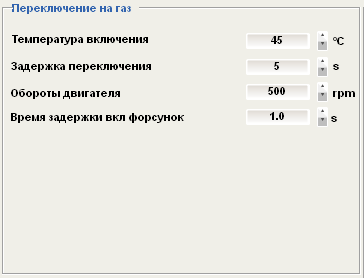 Переключение на газ
Температура включения 45 °C
Задержка переключения 5 s
Обороты двигателя 500 rpm
Время задержки вкл форсунок 1.0 s